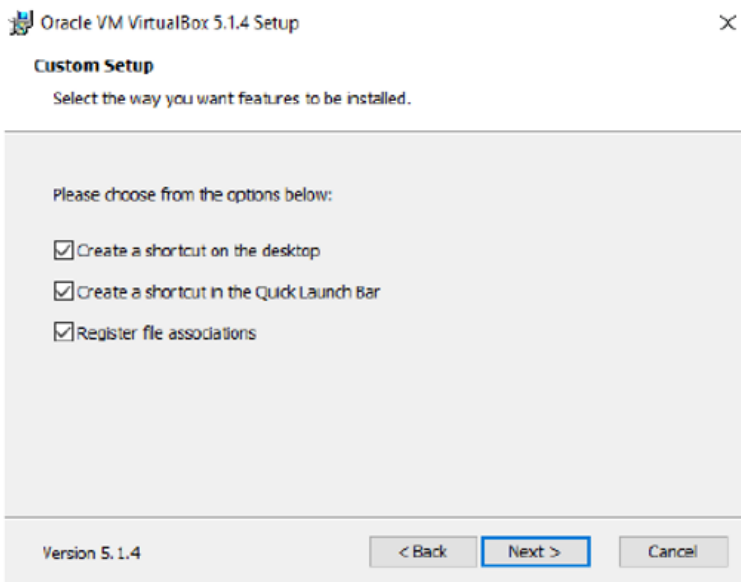 Oracle VM VirtualBox 5.1.4 Setup
Custom Setup
Select the way you want features to be installed.
Please choose from the options below:
Create a shortcut on the desktop
Create a shortcut in the Quick Launch Bar
Register file associations
Version 5.1.4
< Back
Next >
Cancel